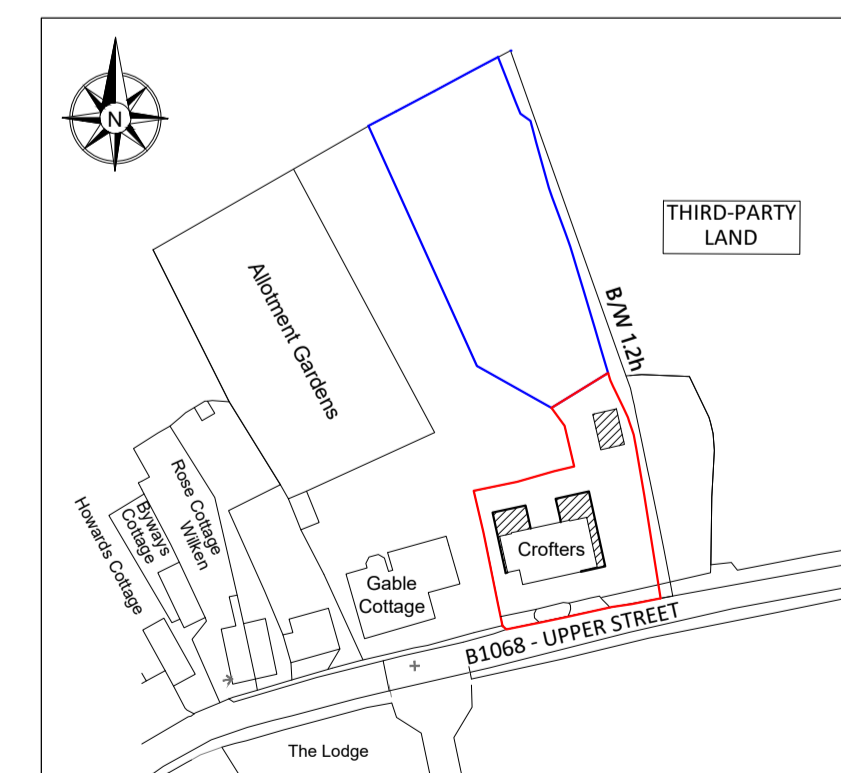 N
THIRD-PARTY
LAND
Allotment Gardens
B/W 1.2h
Rose Cottage
Wilken
Byways
Cottage
Howards Cottage
Crofters
Gable
Cottage
B1068 - UPPER STREET
The Lodge